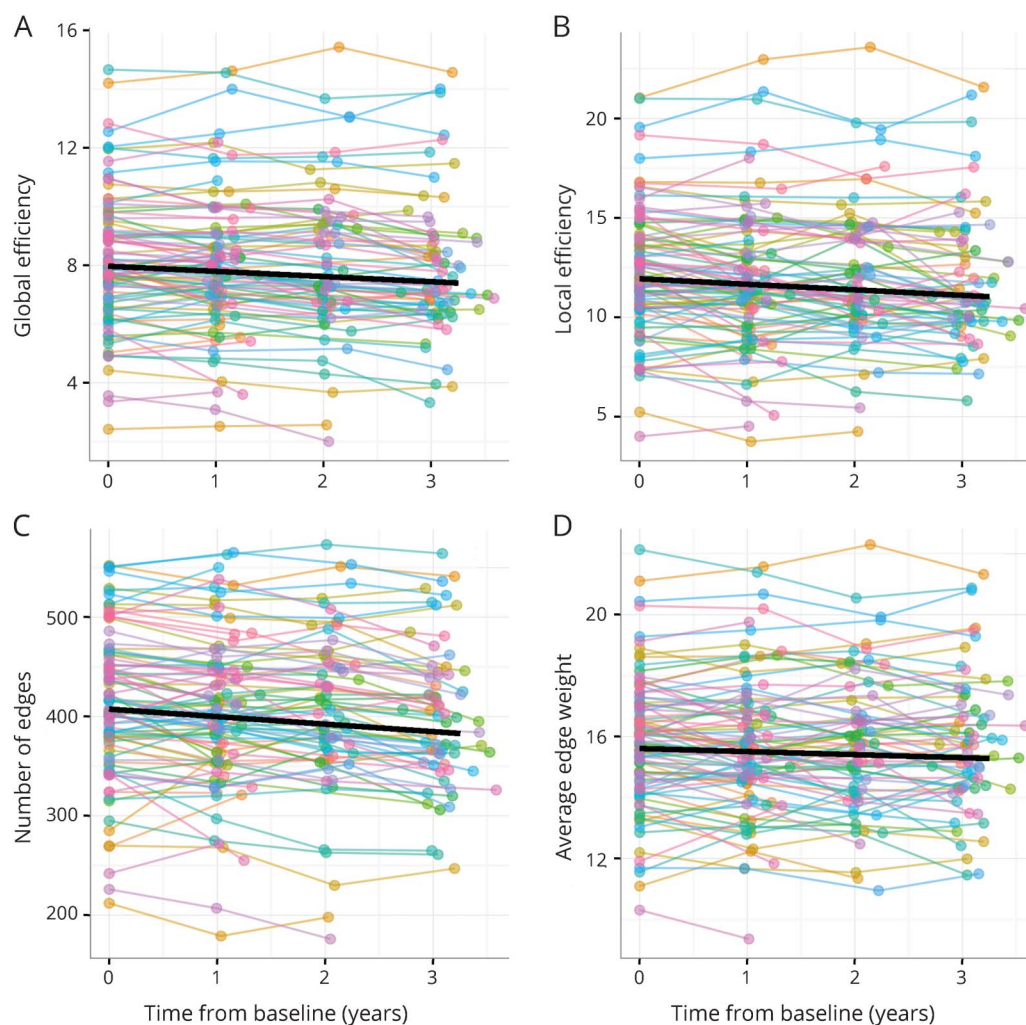 A
Global efficiency
16
12
8
4
0 1 2 3
B
Local efficiency
20
15
10
5
0 1 2 3
C
Number of edges
500
400
300
200
0 1 2 3
Time from baseline (years)
D
Average edge weight
20
16
12
0 1 2 3
Time from baseline (years)